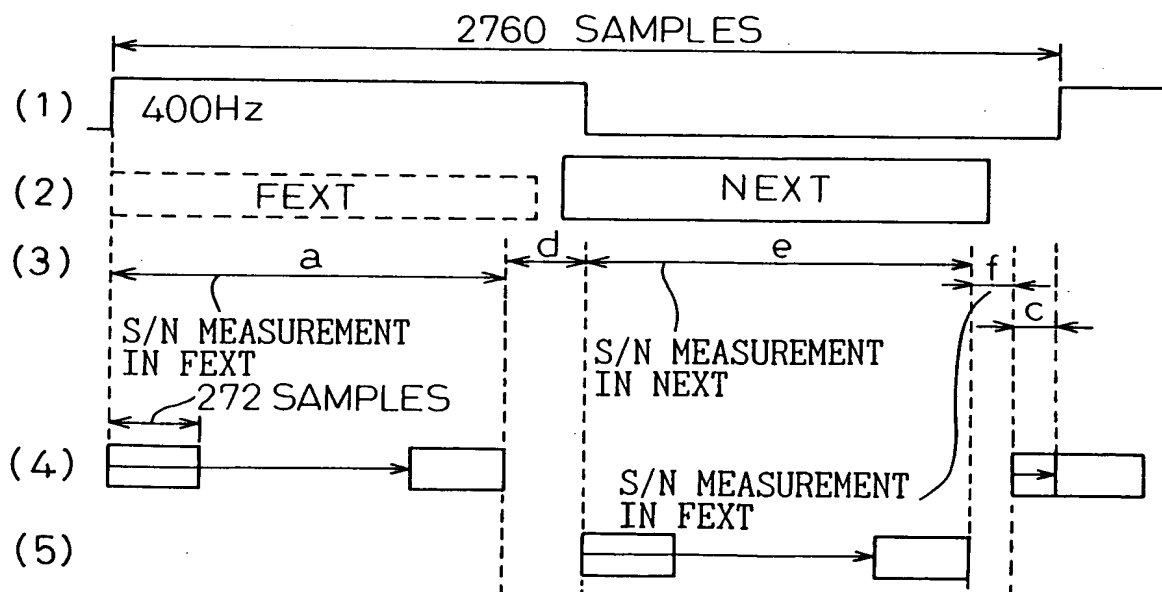 2760 SAMPLES
(1) 400Hz
(2) FEXT NEXT
(3) a d e f c
S/N MEASUREMENT
IN FEXT
S/N MEASUREMENT
IN NEXT
272 SAMPLES
(4)
S/N MEASUREMENT
IN FEXT
(5)